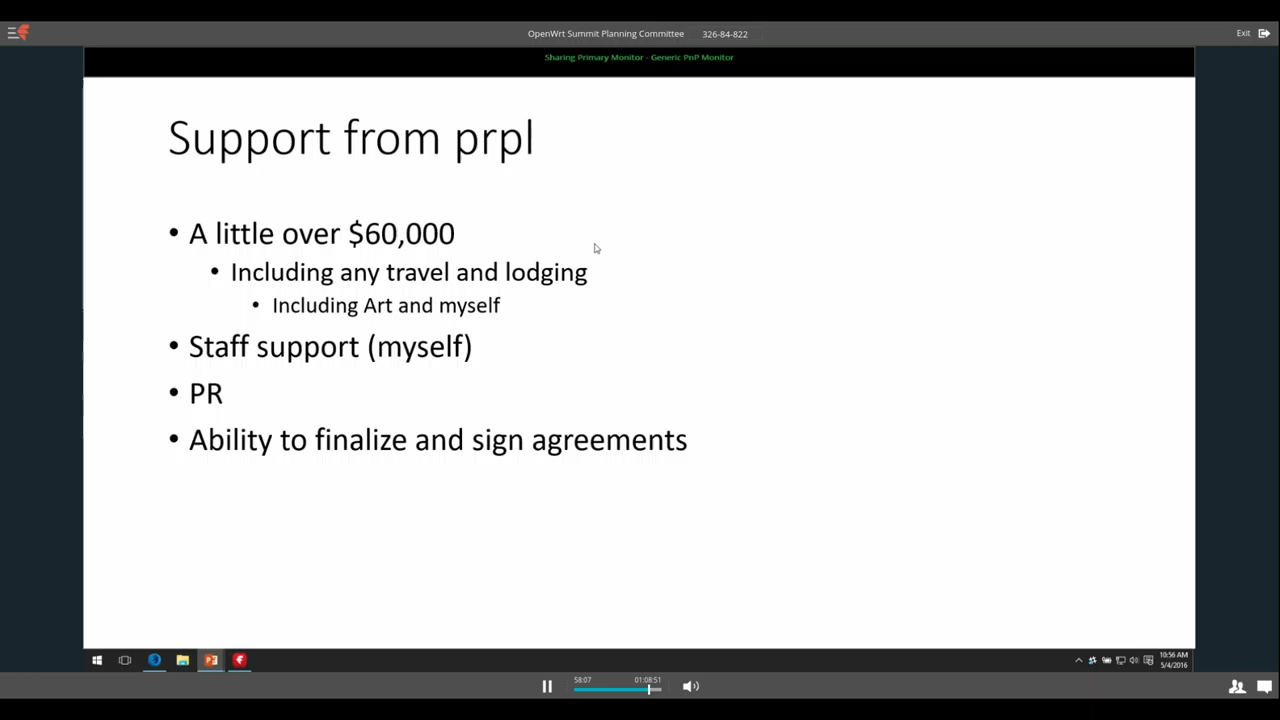 OpenWrt Summit Planning Committee 326-84-822
Exit
Sharing Primary Monitor - Generic PnP Monitor
Support from prpl
• A little over $60,000
• Including any travel and lodging
• Including Art and myself
• Staff support (myself)
• PR
• Ability to finalize and sign agreements
10:56 AM
5/4/2016
58:07 01:08:51